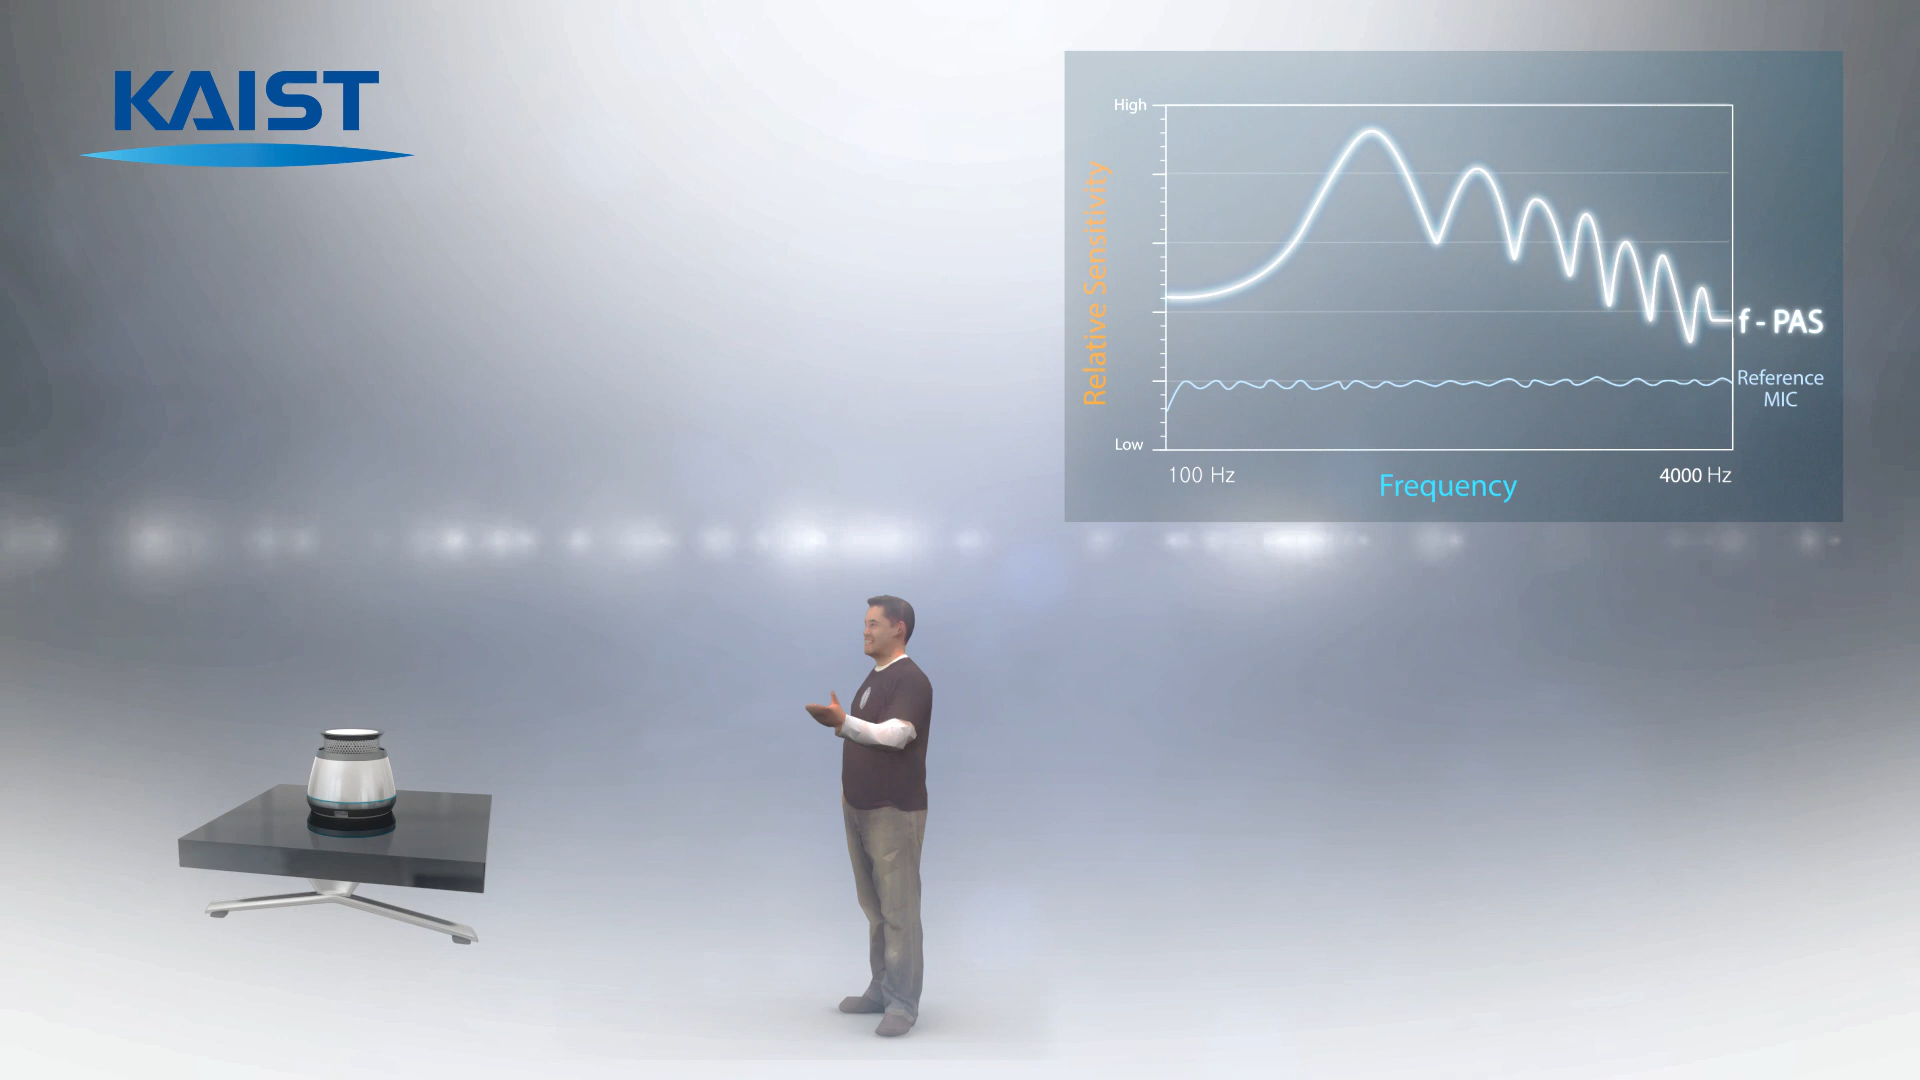 KAIST
High
Relative Sensitivity
Low
f - PAS
Reference
MIC
100 Hz
4000 Hz
Frequency